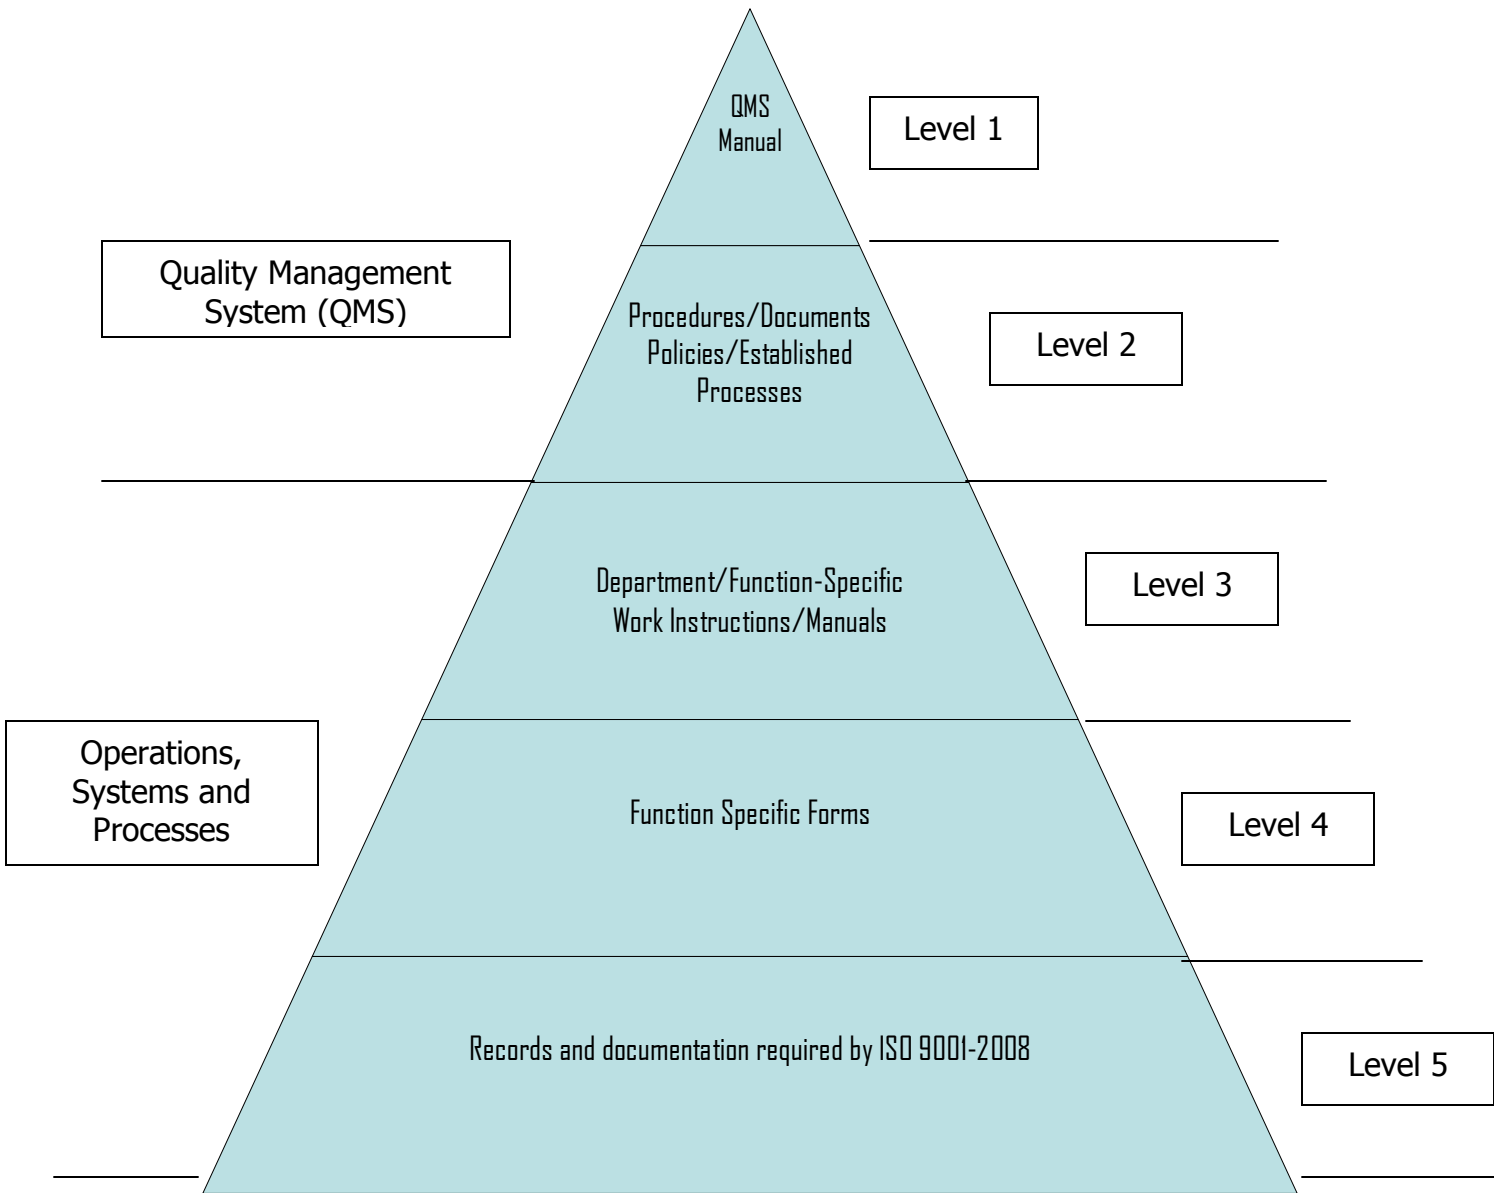 QMS
Manual
Level 1
Quality Management
System (QMS)
Procedures/Documents
Policies/Established
Processes
Level 2
Department/Function-Specific
Work Instructions/Manuals
Level 3
Operations,
Systems and
Processes
Function Specific Forms
Level 4
Records and documentation required by ISO 9001-2008
Level 5